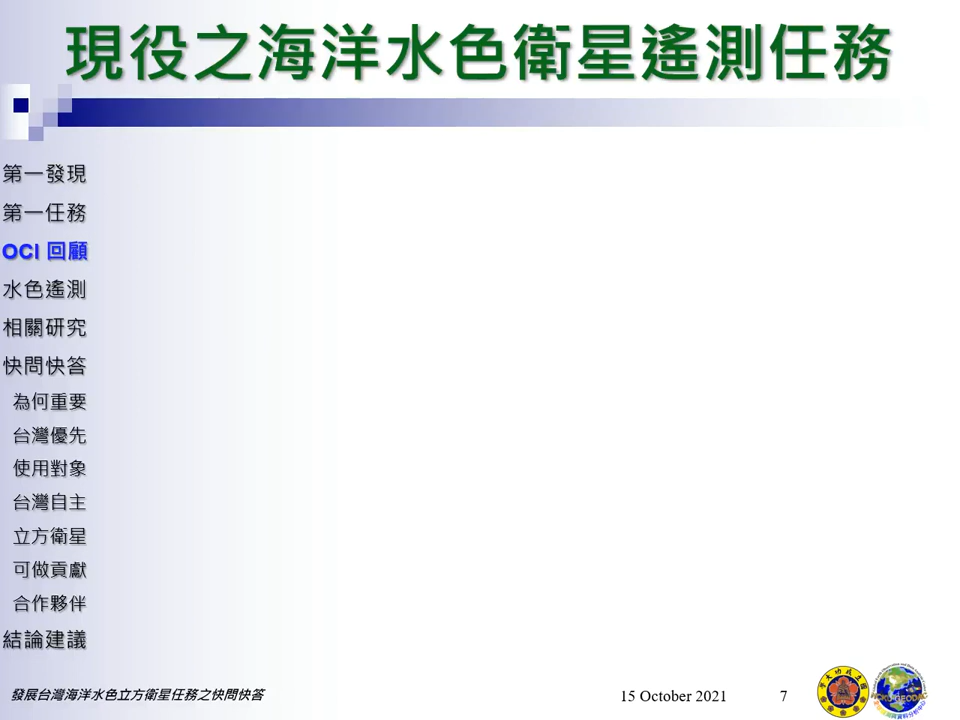 現役之海洋水色衛星遙測任務
第一發現
第一任務
OCI 回顧
水色遙測
相關研究
快問快答
為何重要
台灣優先
使用對象
台灣自主
立方衛星
可做貢獻
合作夥伴
結論建議
發展台灣海洋水色立方衛星任務之快問快答
15 October 2021
7